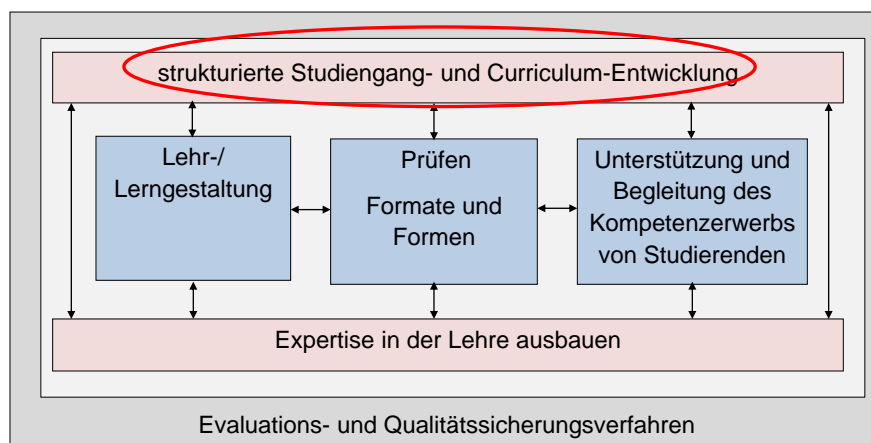 strukturierte Studiengang- und Curriculum-Entwicklung
Lehr-/
Lerngestaltung
Prüfen
Formate und
Formen
Unterstützung und
Begleitung des
Kompetenzerwerbs
von Studierenden
Expertise in der Lehre ausbauen
Evaluations- und Qualitätssicherungsverfahren